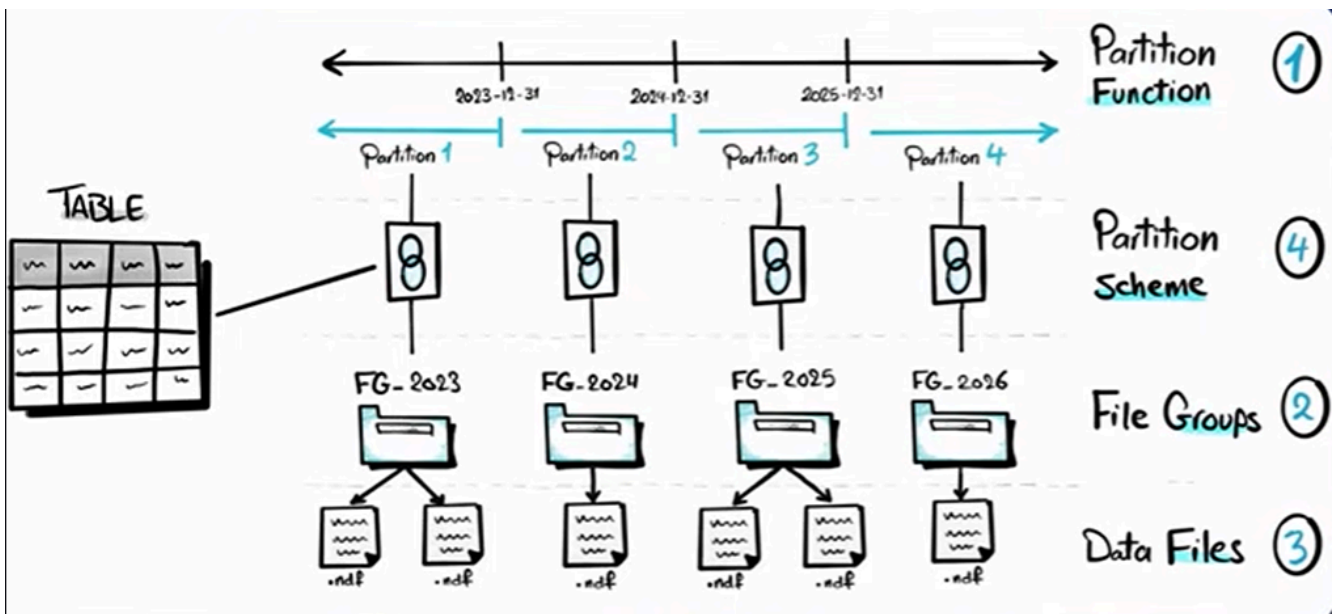 Partition
Function
1
2023-12-31 2024-12-31 2025-12-31
Partition 1 Partition 2 Partition 3 Partition 4
TABLE
Partition
Scheme
4
FG_2023 FG_2024 FG_2025 FG_2026
File Groups 2
Data Files 3
.ndf .ndf .ndf .ndf .ndf .ndf